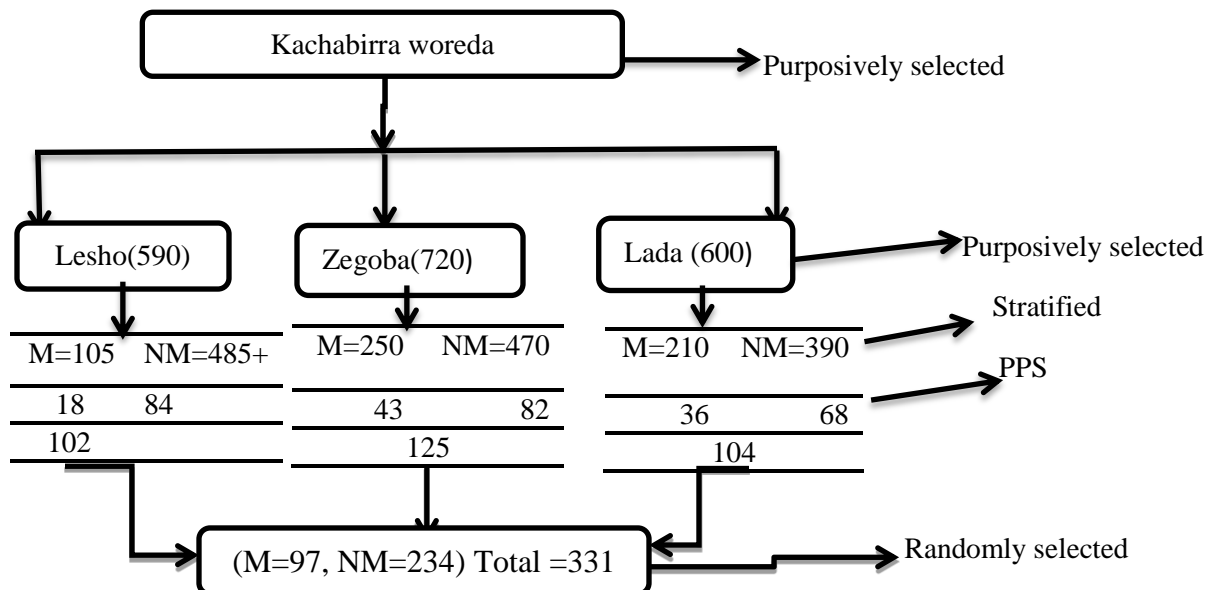 Kachabirra woreda
Purposively selected
Lesho(590)
Zegoba(720)
Lada (600)
Purposively selected
Stratified
M=105 NM=485+
M=250 NM=470
M=210 NM=390
PPS
18 84
43 82
36 68
102
125
104
(M=97, NM=234) Total =331
Randomly selected